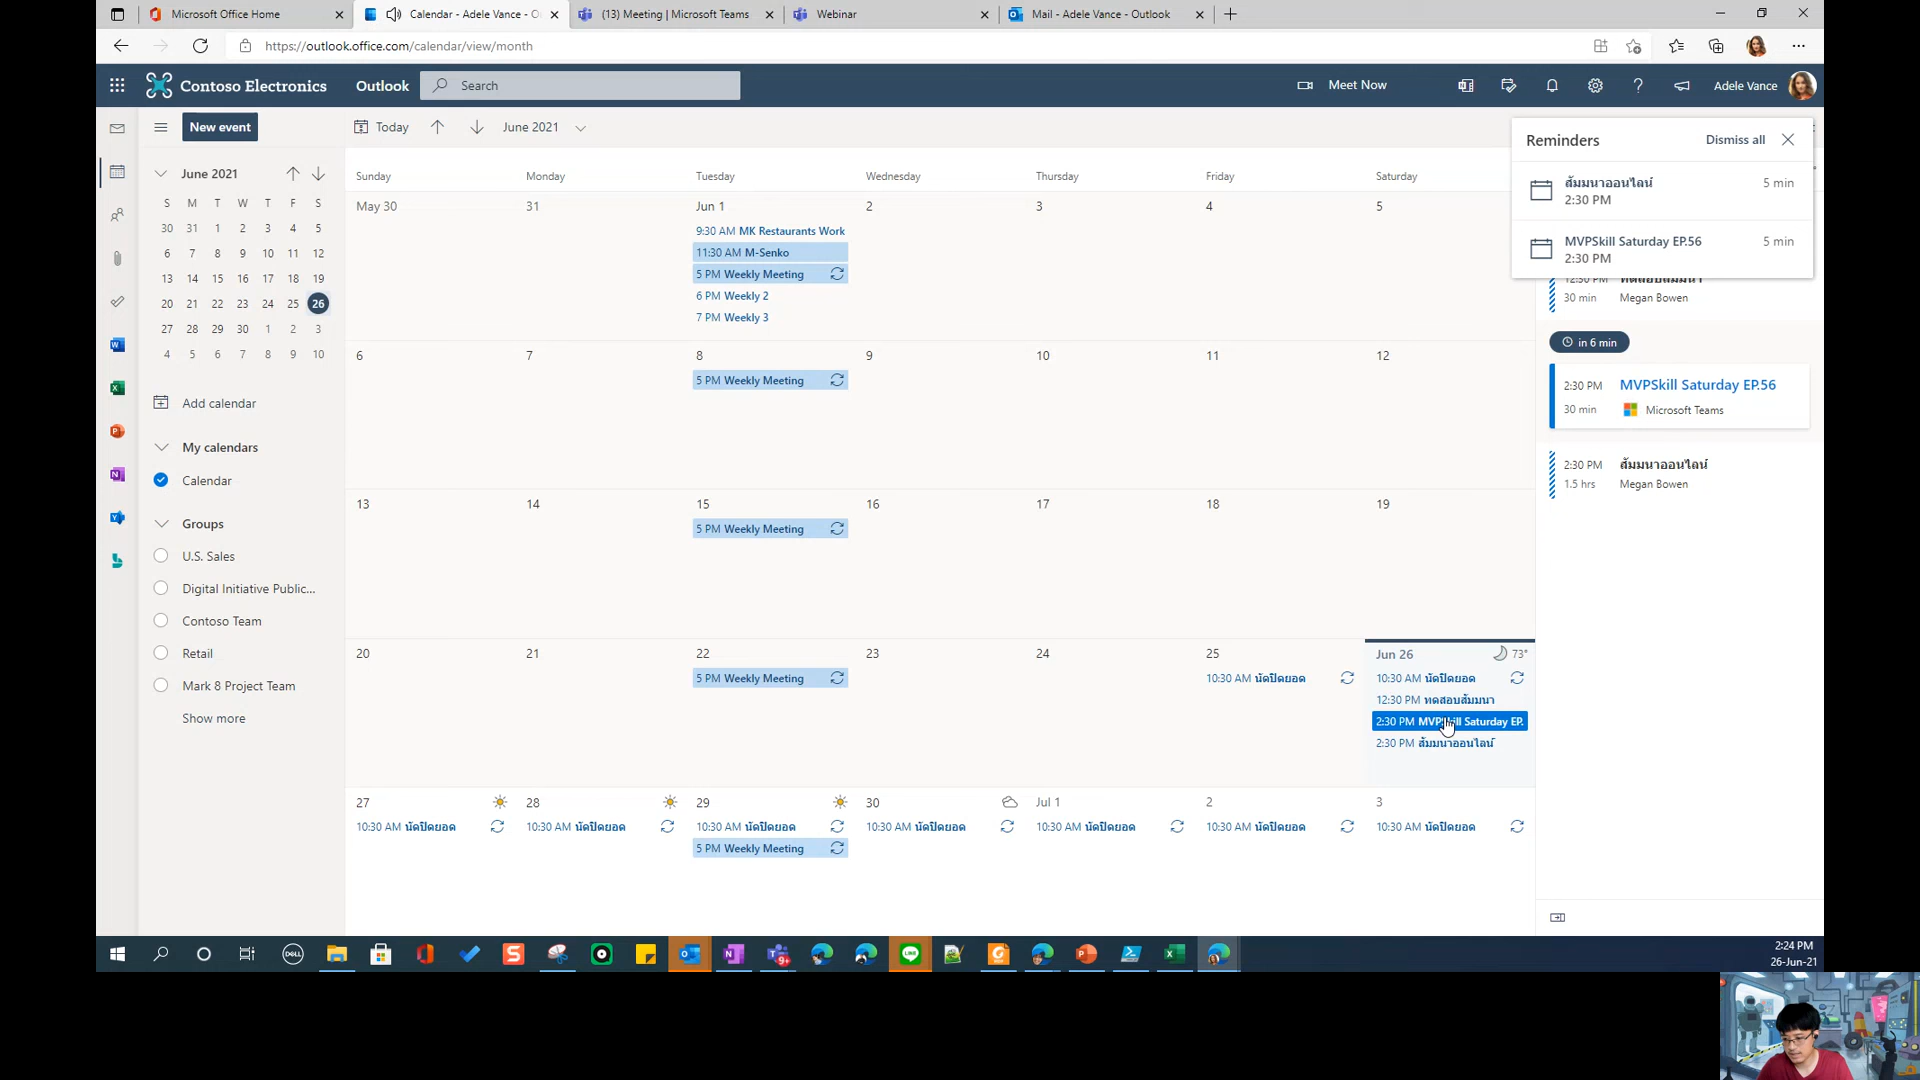 Microsoft Office Home
Calendar - Adele Vance - O
(13) Meeting | Microsoft Teams
Webinar
Mail - Adele Vance - Outlook
https://outlook.office.com/calendar/view/month
Contoso Electronics
Outlook
Search
Meet Now
Adele Vance
New event
Today
June 2021
June 2021
S M T W T F S
30 31 1 2 3 4 5
6 7 8 9 10 11 12
13 14 15 16 17 18 19
20 21 22 23 24 25 26
27 28 29 30 1 2 3
4 5 6 7 8 9 10
Add calendar
My calendars
Calendar
Groups
U.S. Sales
Digital Initiative Public...
Contoso Team
Retail
Mark 8 Project Team
Show more
Sunday Monday Tuesday Wednesday Thursday Friday Saturday
May 30 31 Jun 1 2 3 4 5
9:30 AM MK Restaurants Work
11:30 AM M-Senko
5 PM Weekly Meeting
6 PM Weekly 2
7 PM Weekly 3
6 7 8 9 10 11 12
5 PM Weekly Meeting
13 14 15 16 17 18 19
5 PM Weekly Meeting
20 21 22 23 24 25 Jun 26 73°
5 PM Weekly Meeting
10:30 AM นัดปิดยอด
10:30 AM นัดปิดยอด
12:30 PM ทดสอบสัมมนา
2:30 PM MVPSkill Saturday EP.
2:30 PM สัมมนาออนไลน์
27 28 29 30 Jul 1 2 3
10:30 AM นัดปิดยอด 10:30 AM นัดปิดยอด 10:30 AM นัดปิดยอด 10:30 AM นัดปิดยอด 10:30 AM นัดปิดยอด 10:30 AM นัดปิดยอด 10:30 AM นัดปิดยอด
5 PM Weekly Meeting
Reminders Dismiss all
สัมมนาออนไลน์ 5 min
2:30 PM
MVPSkill Saturday EP.56 5 min
2:30 PM
12:30 PM ทดสอบสัมมนา
30 min Megan Bowen
in 6 min
2:30 PM MVPSkill Saturday EP.56
30 min Microsoft Teams
2:30 PM สัมมนาออนไลน์
1.5 hrs Megan Bowen
DELL
9+
LINE
2:24 PM
26-Jun-21